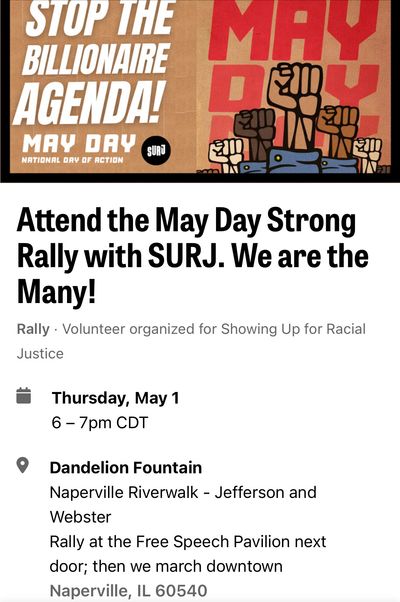 STOP THE
BILLIONAIRE
AGENDA!
MAY DAY
NATIONAL DAY OF ACTION
SURJ
MAY
DAY
Attend the May Day Strong
Rally with SURJ. We are the
Many!
Rally · Volunteer organized for Showing Up for Racial
Justice
Thursday, May 1
6 – 7pm CDT
Dandelion Fountain
Naperville Riverwalk - Jefferson and
Webster
Rally at the Free Speech Pavilion next
door; then we march downtown
Naperville, IL 60540